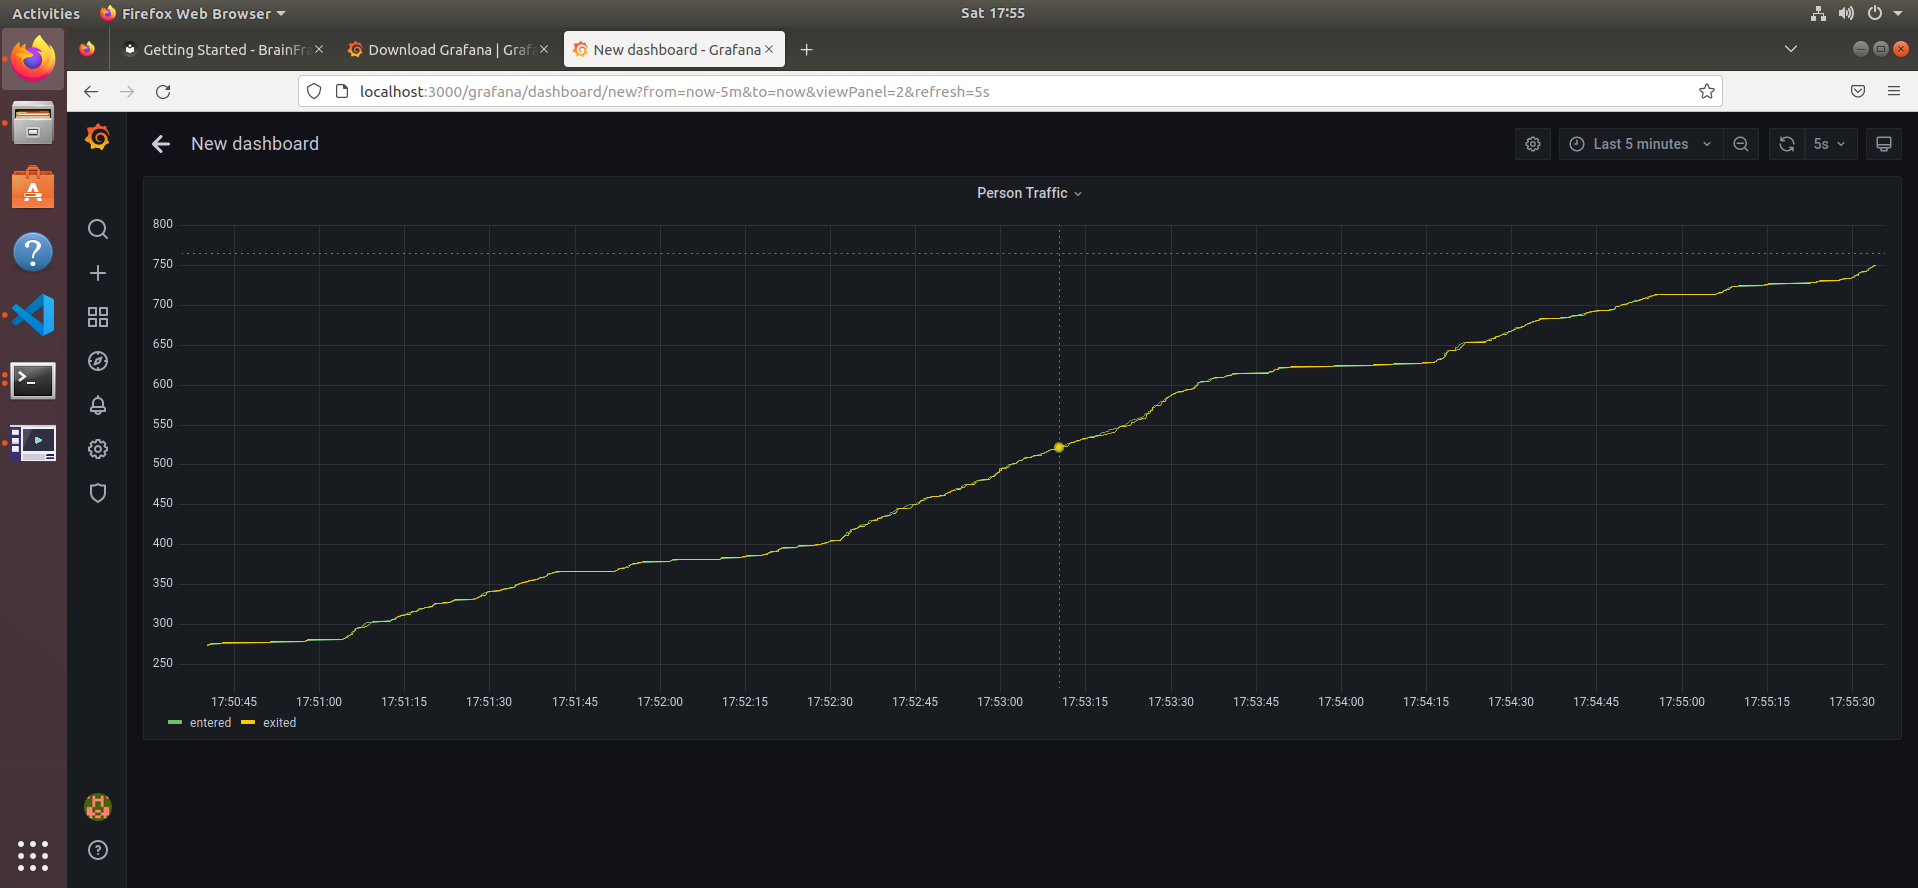 Activities Firefox Web Browser Sat 17:55
Getting Started - BrainFra Download Grafana | Grafa New dashboard - Grafana
localhost:3000/grafana/dashboard/new?from=now-5m&to=now&viewPanel=2&refresh=5s
New dashboard Last 5 minutes 5s
Person Traffic
800
750
700
650
600
550
500
450
400
350
300
250
17:50:45 17:51:00 17:51:15 17:51:30 17:51:45 17:52:00 17:52:15 17:52:30 17:52:45 17:53:00 17:53:15 17:53:30 17:53:45 17:54:00 17:54:15 17:54:30 17:54:45 17:55:00 17:55:15 17:55:30
entered exited